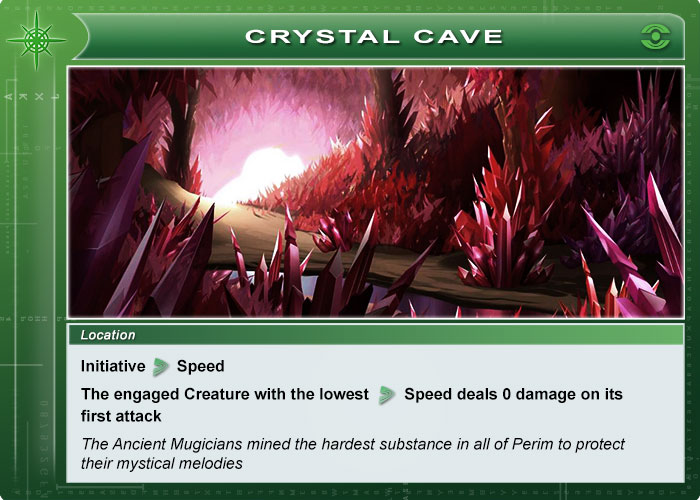 CRYSTAL CAVE
Location
Initiative Speed
The engaged Creature with the lowest Speed deals 0 damage on its
first attack
The Ancient Mugicians mined the hardest substance in all of Perim to protect
their mystical melodies